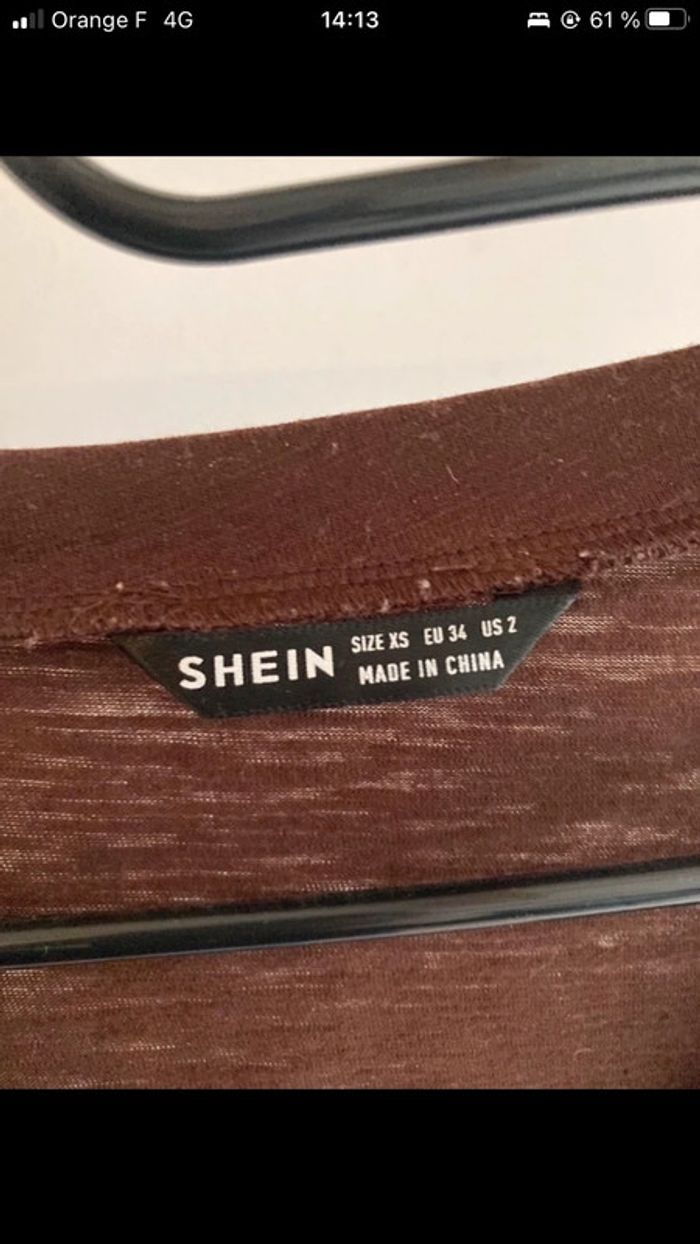 Orange F 4G 14:13 61 %
SHEIN
SIZE XS EU 34 US 2
MADE IN CHINA